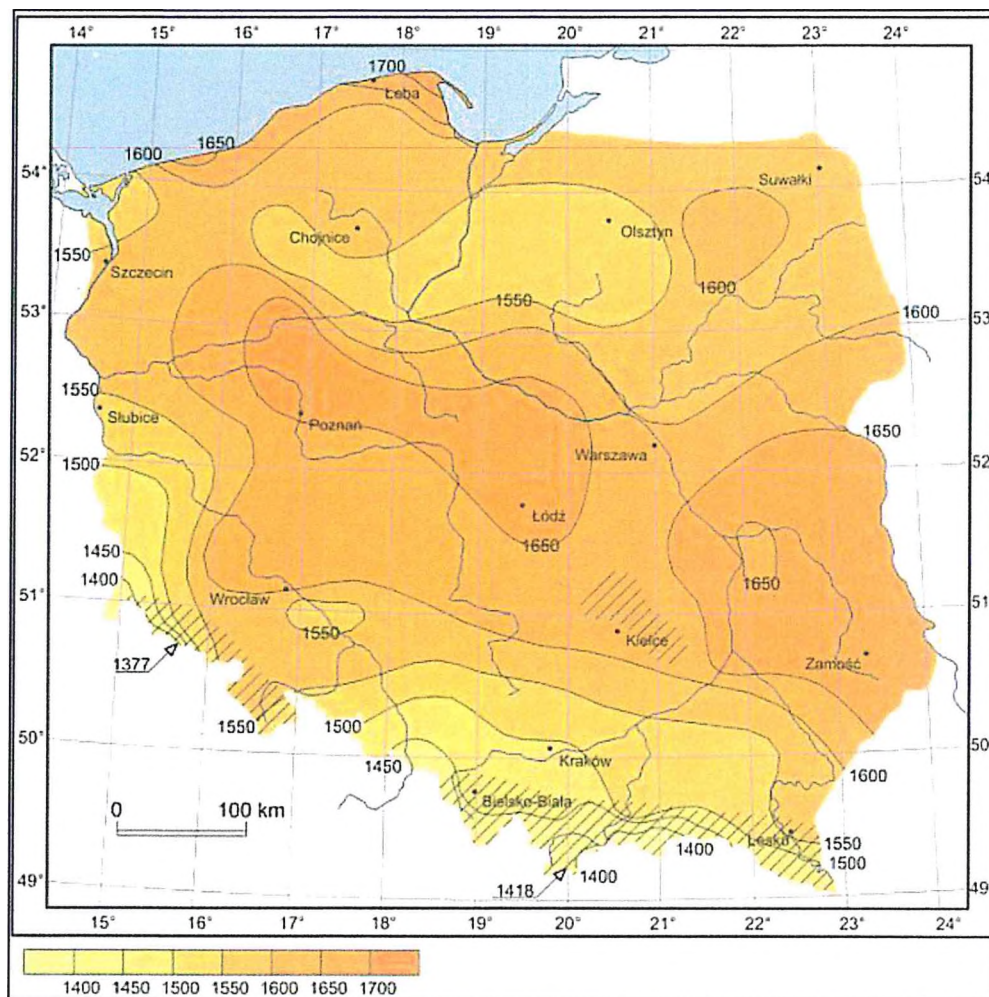 14° 15° 16° 17° 18° 19° 20° 21° 22° 23° 24°
1700
Łeba
1650
1600
54° 54°
Suwałki
Chojnice Olsztyn
1550
Szczecin
1600
53° 1550 1600 53°
1550
Słubice Poznań 1650
Warszawa
52° 1500 52°
Łódź
1650
1450
1400 1650
51° Wrocław 51°
1550 Kielce
1377 Zamość
1550 1500
50° Kraków 50°
1450 1600
0 100 km Bielsko-Biała
Lesko 1550
1400 1500
49° 1418 1400 49°
15° 16° 17° 18° 19° 20° 21° 22° 23° 24°
1400 1450 1500 1550 1600 1650 1700